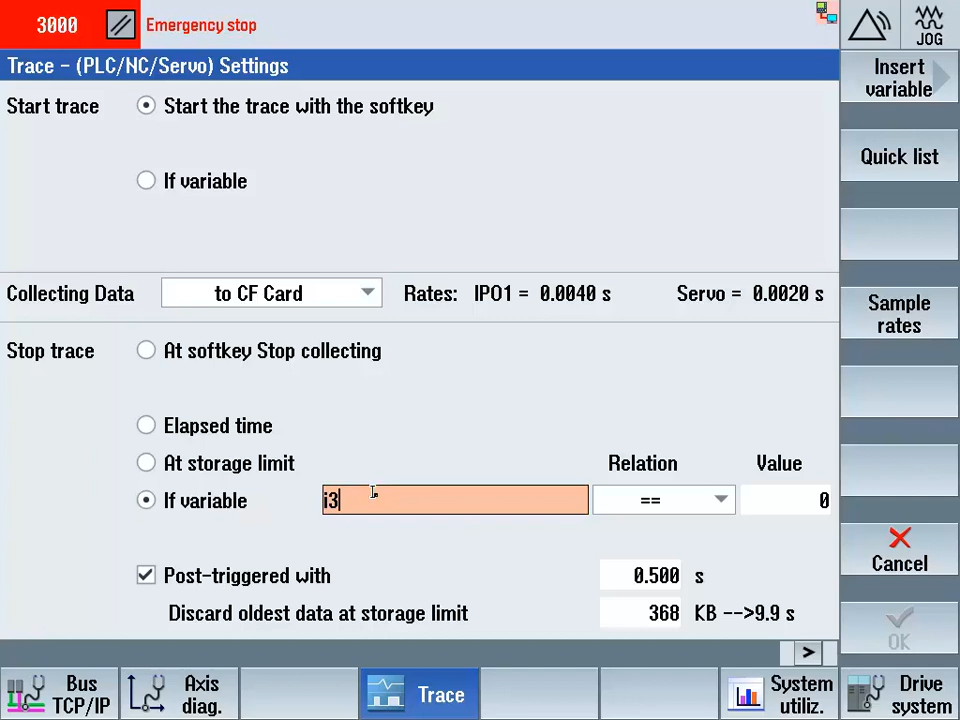 3000 Emergency stop
JOG
Trace - (PLC/NC/Servo) Settings
Insert
variable
Start trace Start the trace with the softkey
Quick list
If variable
Collecting Data to CF Card Rates: IPO1 = 0.0040 s Servo = 0.0020 s
Sample
rates
Stop trace At softkey Stop collecting
Elapsed time
At storage limit Relation Value
If variable i3 == 0
Cancel
Post-triggered with 0.500 s
Discard oldest data at storage limit 368 KB -->9.9 s
OK
>
Bus
TCP/IP
Axis
diag.
Trace
System
utiliz.
Drive
system